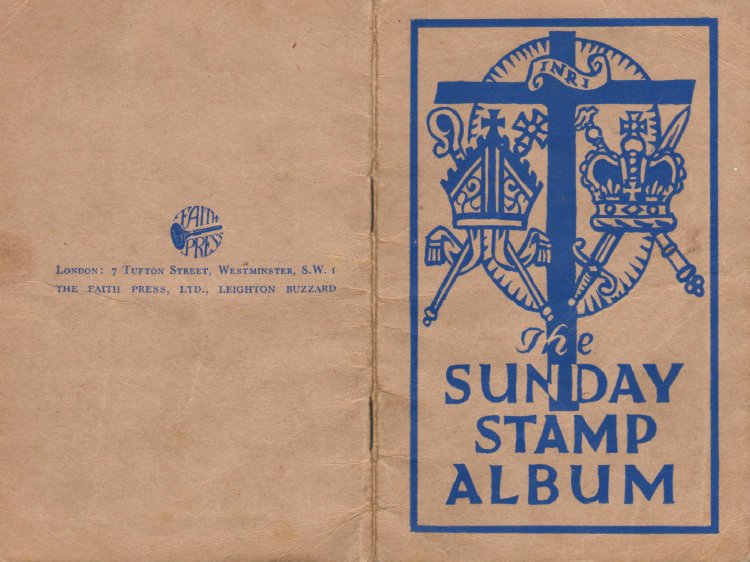 FAITH
PRESS
LONDON: 7 TUFTON STREET, WESTMINSTER, S.W. 1
THE FAITH PRESS, LTD., LEIGHTON BUZZARD
INRI
The
SUNDAY
STAMP
ALBUM